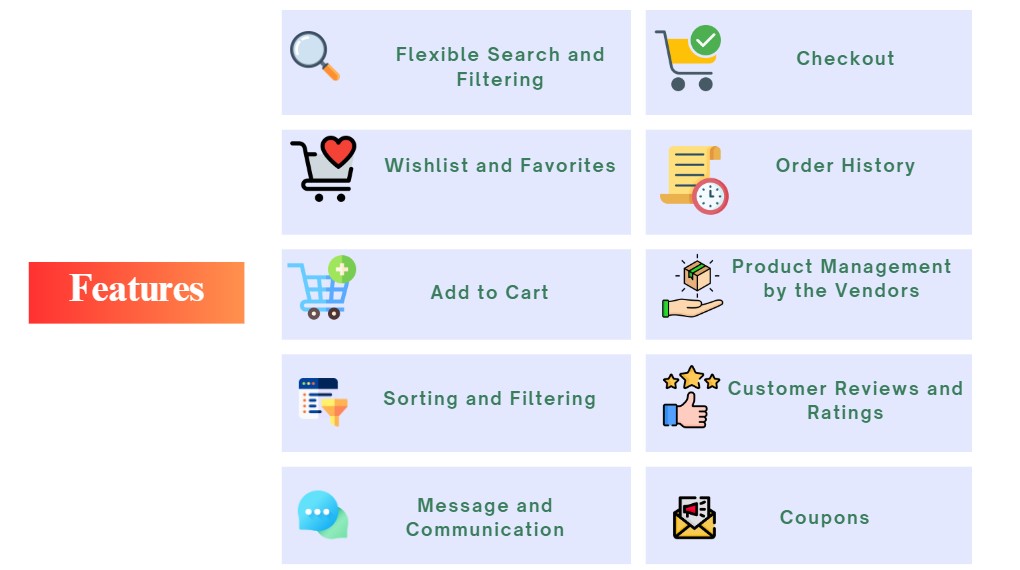 Features
Flexible Search and
Filtering
Checkout
Wishlist and Favorites
Order History
Add to Cart
Product Management
by the Vendors
Sorting and Filtering
Customer Reviews and
Ratings
Message and
Communication
Coupons